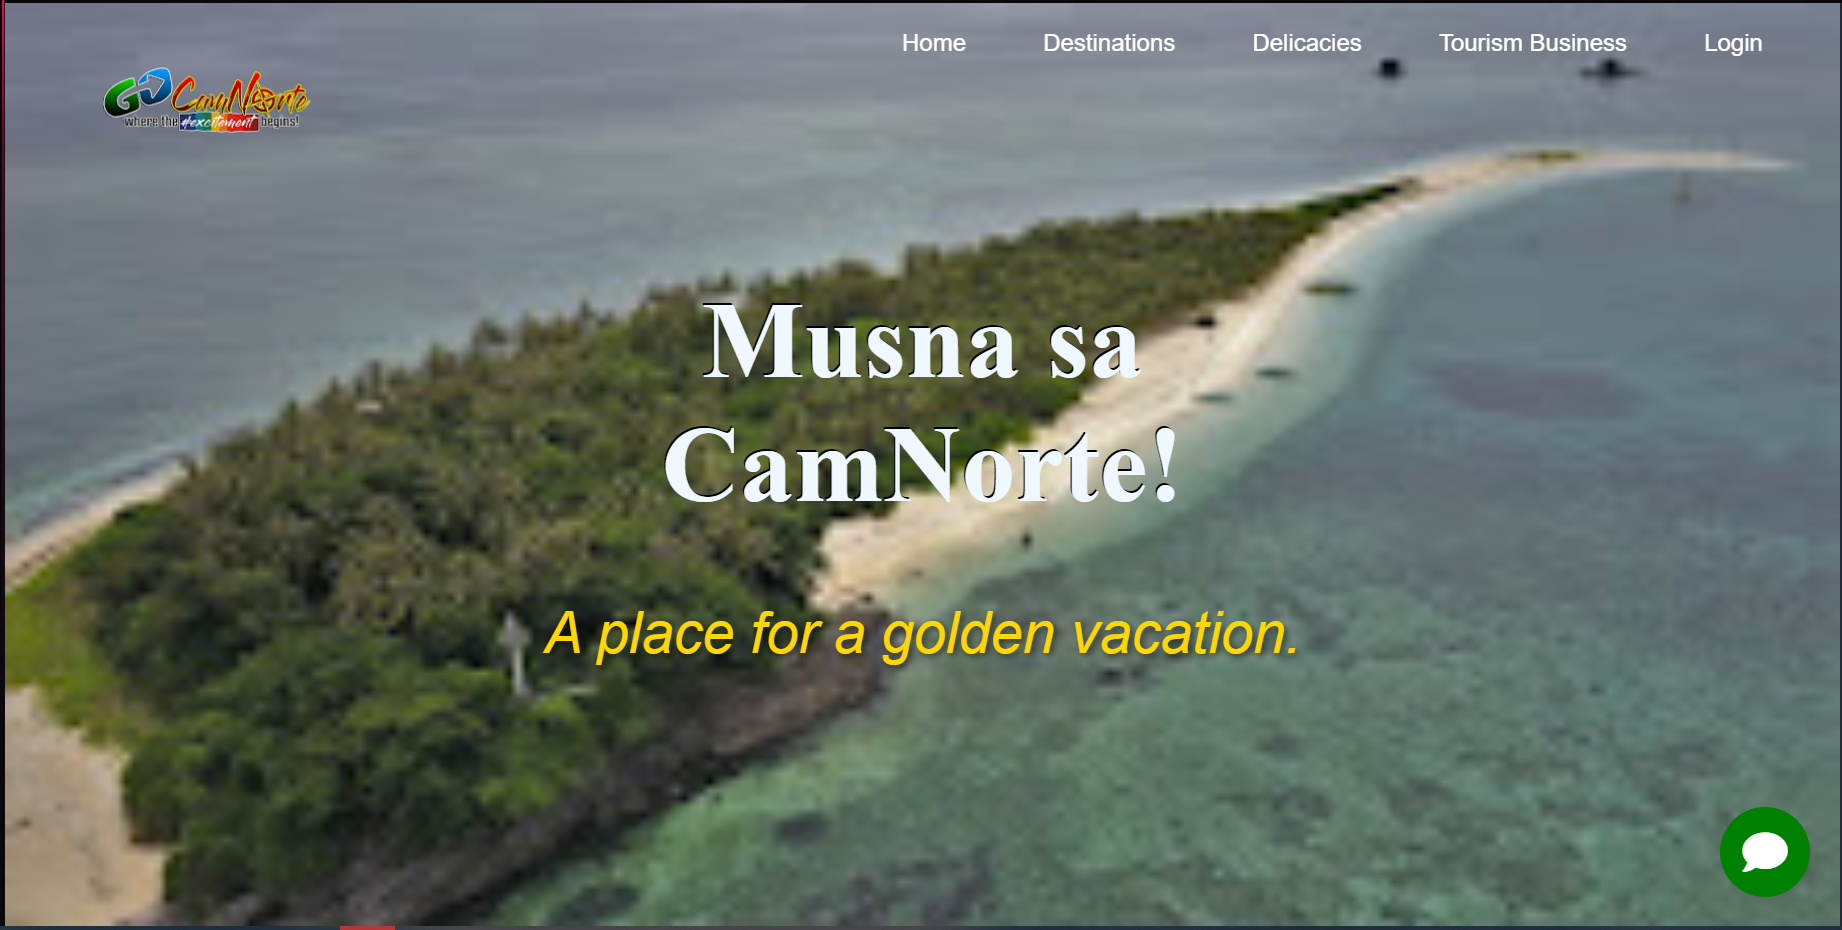 Home Destinations Delicacies Tourism Business Login
GO CamNorte
where the #excitement begins!
Musna sa
CamNorte!
A place for a golden vacation.